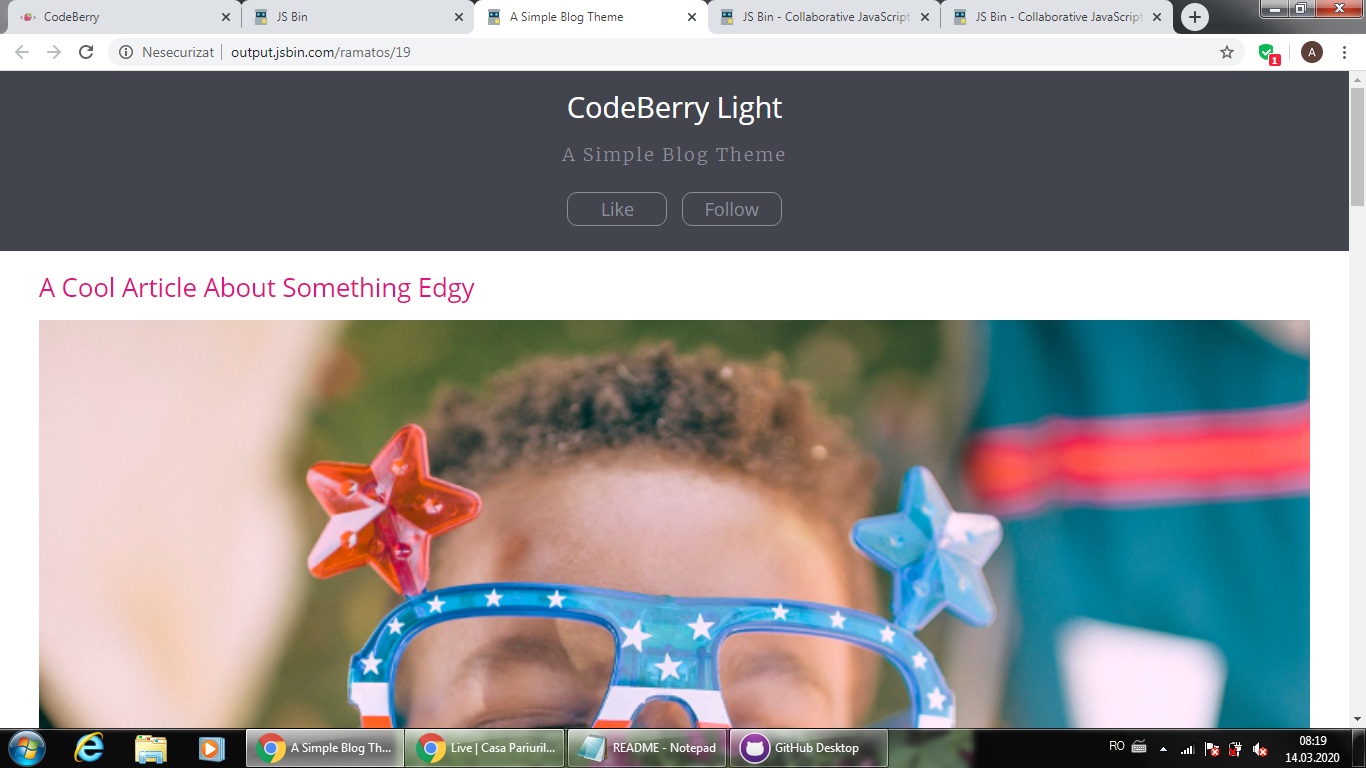 CodeBerry
JS Bin
A Simple Blog Theme
JS Bin - Collaborative JavaScript
JS Bin - Collaborative JavaScript
Nesecurizat
output.jsbin.com/ramatos/19
1
A
CodeBerry Light
A Simple Blog Theme
Like
Follow
A Cool Article About Something Edgy
A Simple Blog Th...
Live | Casa Pariuril...
README - Notepad
GitHub Desktop
RO
08:19
14.03.2020